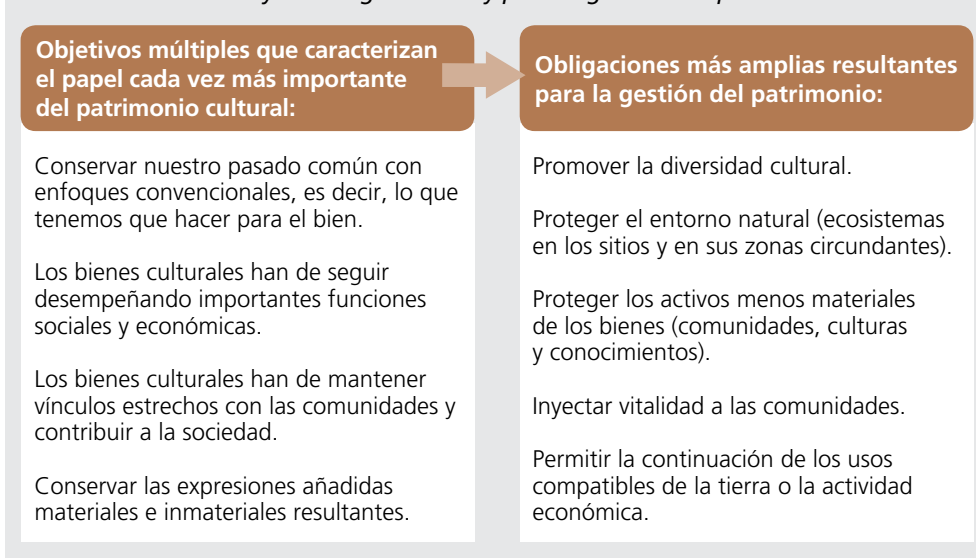 Objetivos múltiples que caracterizan
el papel cada vez más importante
del patrimonio cultural:
Conservar nuestro pasado común con
enfoques convencionales, es decir, lo que
tenemos que hacer para el bien.
Los bienes culturales han de seguir
desempeñando importantes funciones
sociales y económicas.
Los bienes culturales han de mantener
vínculos estrechos con las comunidades y
contribuir a la sociedad.
Conservar las expresiones añadidas
materiales e inmateriales resultantes.
Obligaciones más amplias resultantes
para la gestión del patrimonio:
Promover la diversidad cultural.
Proteger el entorno natural (ecosistemas
en los sitios y en sus zonas circundantes).
Proteger los activos menos materiales
de los bienes (comunidades, culturas
y conocimientos).
Inyectar vitalidad a las comunidades.
Permitir la continuación de los usos
compatibles de la tierra o la actividad
económica.